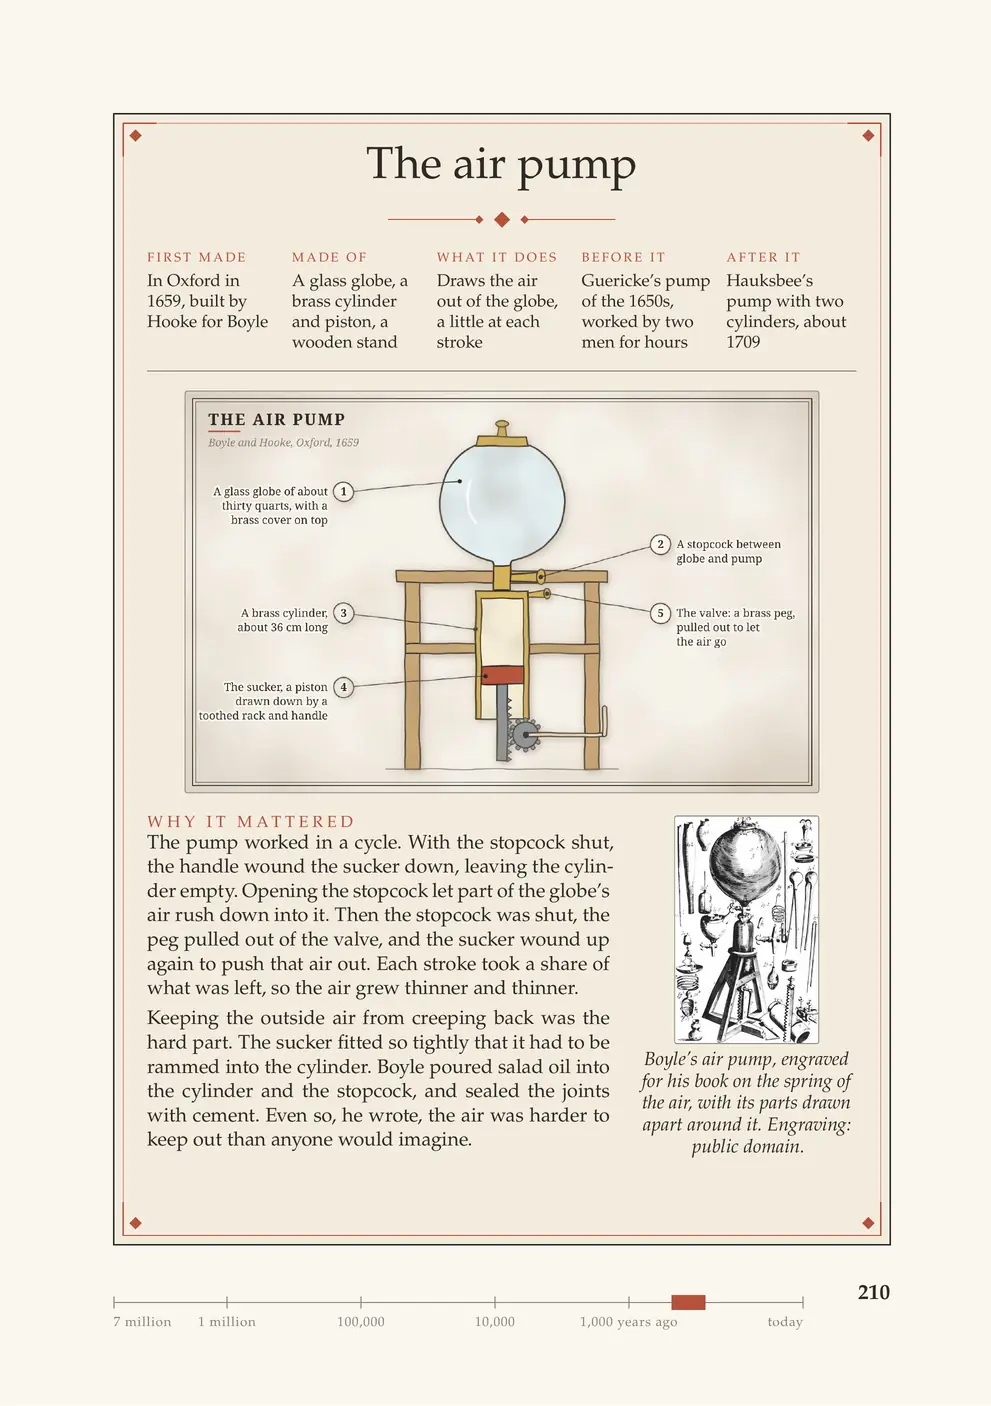 The air pump
FIRST MADE
In Oxford in
1659, built by
Hooke for Boyle
MADE OF
A glass globe, a
brass cylinder
and piston, a
wooden stand
WHAT IT DOES
Draws the air
out of the globe,
a little at each
stroke
BEFORE IT
Guericke’s pump
of the 1650s,
worked by two
men for hours
AFTER IT
Hauksbee’s
pump with two
cylinders, about
1709
THE AIR PUMP
Boyle and Hooke, Oxford, 1659
A glass globe of about
thirty quarts, with a
brass cover on top
1
2
A stopcock between
globe and pump
A brass cylinder,
about 36 cm long
3
5
The valve: a brass peg,
pulled out to let
the air go
The sucker, a piston
drawn down by a
toothed rack and handle
4
WHY IT MATTERED
The pump worked in a cycle. With the stopcock shut,
the handle wound the sucker down, leaving the cylin-
der empty. Opening the stopcock let part of the globe’s
air rush down into it. Then the stopcock was shut, the
peg pulled out of the valve, and the sucker wound up
again to push that air out. Each stroke took a share of
what was left, so the air grew thinner and thinner.
Keeping the outside air from creeping back was the
hard part. The sucker fitted so tightly that it had to be
rammed into the cylinder. Boyle poured salad oil into
the cylinder and the stopcock, and sealed the joints
with cement. Even so, he wrote, the air was harder to
keep out than anyone would imagine.
Boyle’s air pump, engraved
for his book on the spring of
the air, with its parts drawn
apart around it. Engraving:
public domain.
210
7 million
1 million
100,000
10,000
1,000 years ago
today